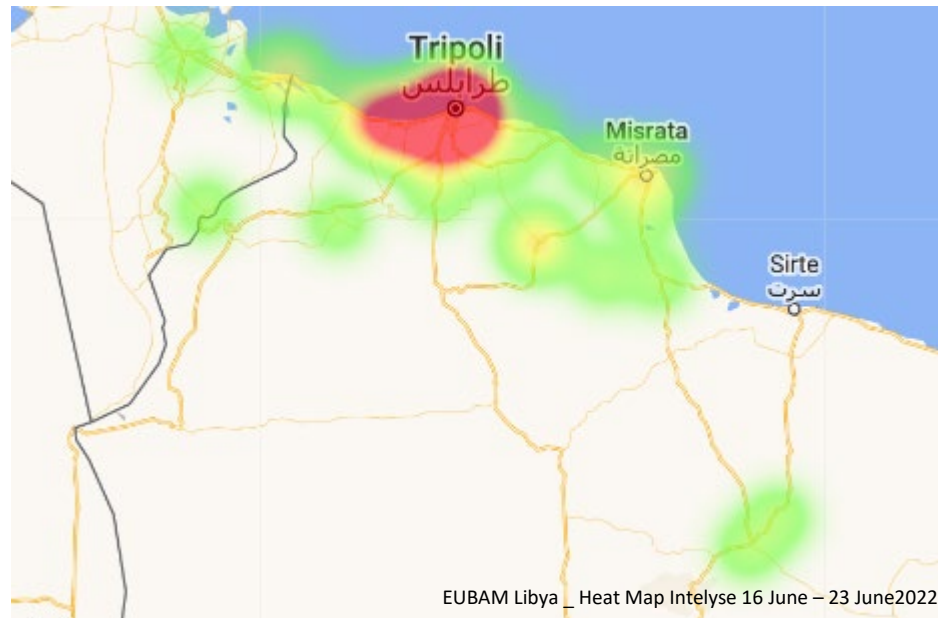 Tripoli
طرابلس
Misrata
مصراتة
Sirte
سرت
EUBAM Libya _ Heat Map Intelyse 16 June – 23 June2022